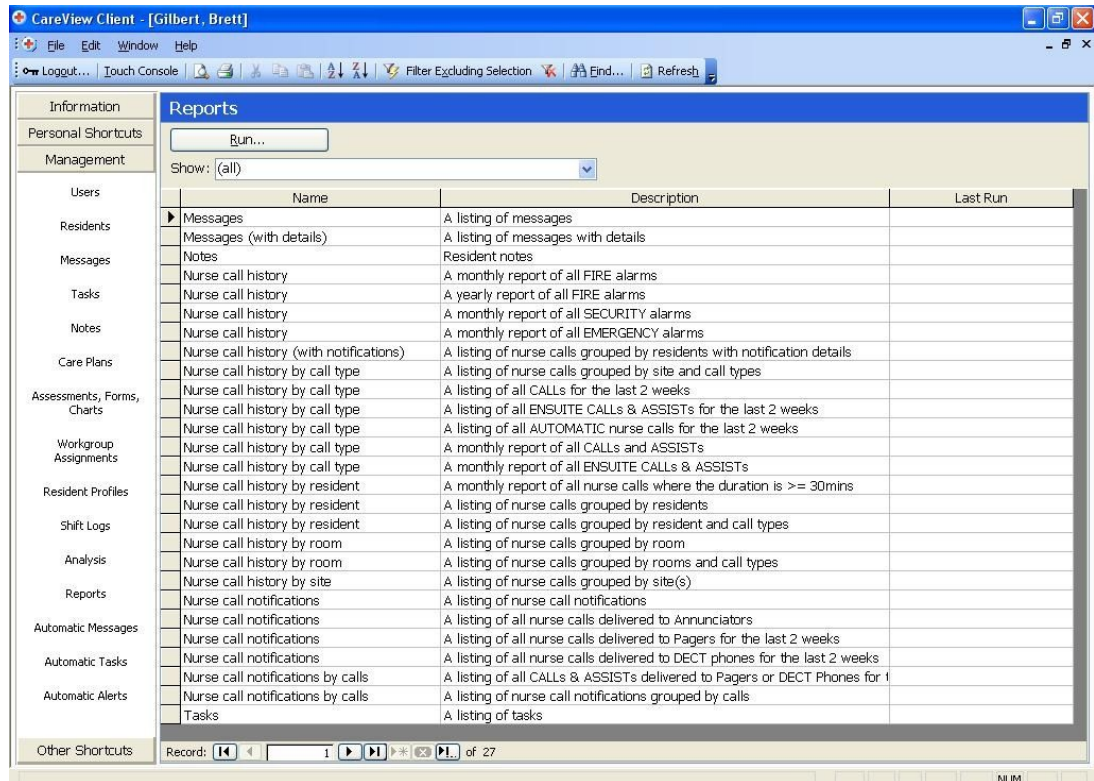 CareView Client - [Gilbert, Brett]
File Edit Window Help
Logout... Touch Console Filter Excluding Selection Find... Refresh
Information
Personal Shortcuts
Management
Users
Residents
Messages
Tasks
Notes
Care Plans
Assessments, Forms,
Charts
Workgroup
Assignments
Resident Profiles
Shift Logs
Analysis
Reports
Automatic Messages
Automatic Tasks
Automatic Alerts
Other Shortcuts
Reports
Run...
Show: (all)
Name Description Last Run
Messages A listing of messages
Messages (with details) A listing of messages with details
Notes Resident notes
Nurse call history A monthly report of all FIRE alarms
Nurse call history A yearly report of all FIRE alarms
Nurse call history A monthly report of all SECURITY alarms
Nurse call history A monthly report of all EMERGENCY alarms
Nurse call history (with notifications) A listing of nurse calls grouped by residents with notification details
Nurse call history by call type A listing of nurse calls grouped by site and call types
Nurse call history by call type A listing of all CALLs for the last 2 weeks
Nurse call history by call type A listing of all ENSUITE CALLs & ASSISTs for the last 2 weeks
Nurse call history by call type A listing of all AUTOMATIC nurse calls for the last 2 weeks
Nurse call history by call type A monthly report of all CALLs and ASSISTs
Nurse call history by call type A monthly report of all ENSUITE CALLs & ASSISTs
Nurse call history by resident A monthly report of all nurse calls where the duration is >= 30mins
Nurse call history by resident A listing of nurse calls grouped by residents
Nurse call history by resident A listing of nurse calls grouped by resident and call types
Nurse call history by room A listing of nurse calls grouped by room
Nurse call history by room A listing of nurse calls grouped by rooms and call types
Nurse call history by site A listing of nurse calls grouped by site(s)
Nurse call notifications A listing of nurse call notifications
Nurse call notifications A listing of all nurse calls delivered to Annunciators
Nurse call notifications A listing of all nurse calls delivered to Pagers for the last 2 weeks
Nurse call notifications A listing of all nurse calls delivered to DECT phones for the last 2 weeks
Nurse call notifications by calls A listing of all CALLs & ASSISTs delivered to Pagers or DECT Phones for
Nurse call notifications by calls A listing of nurse call notifications grouped by calls
Tasks A listing of tasks
Record: 1 of 27
NUM